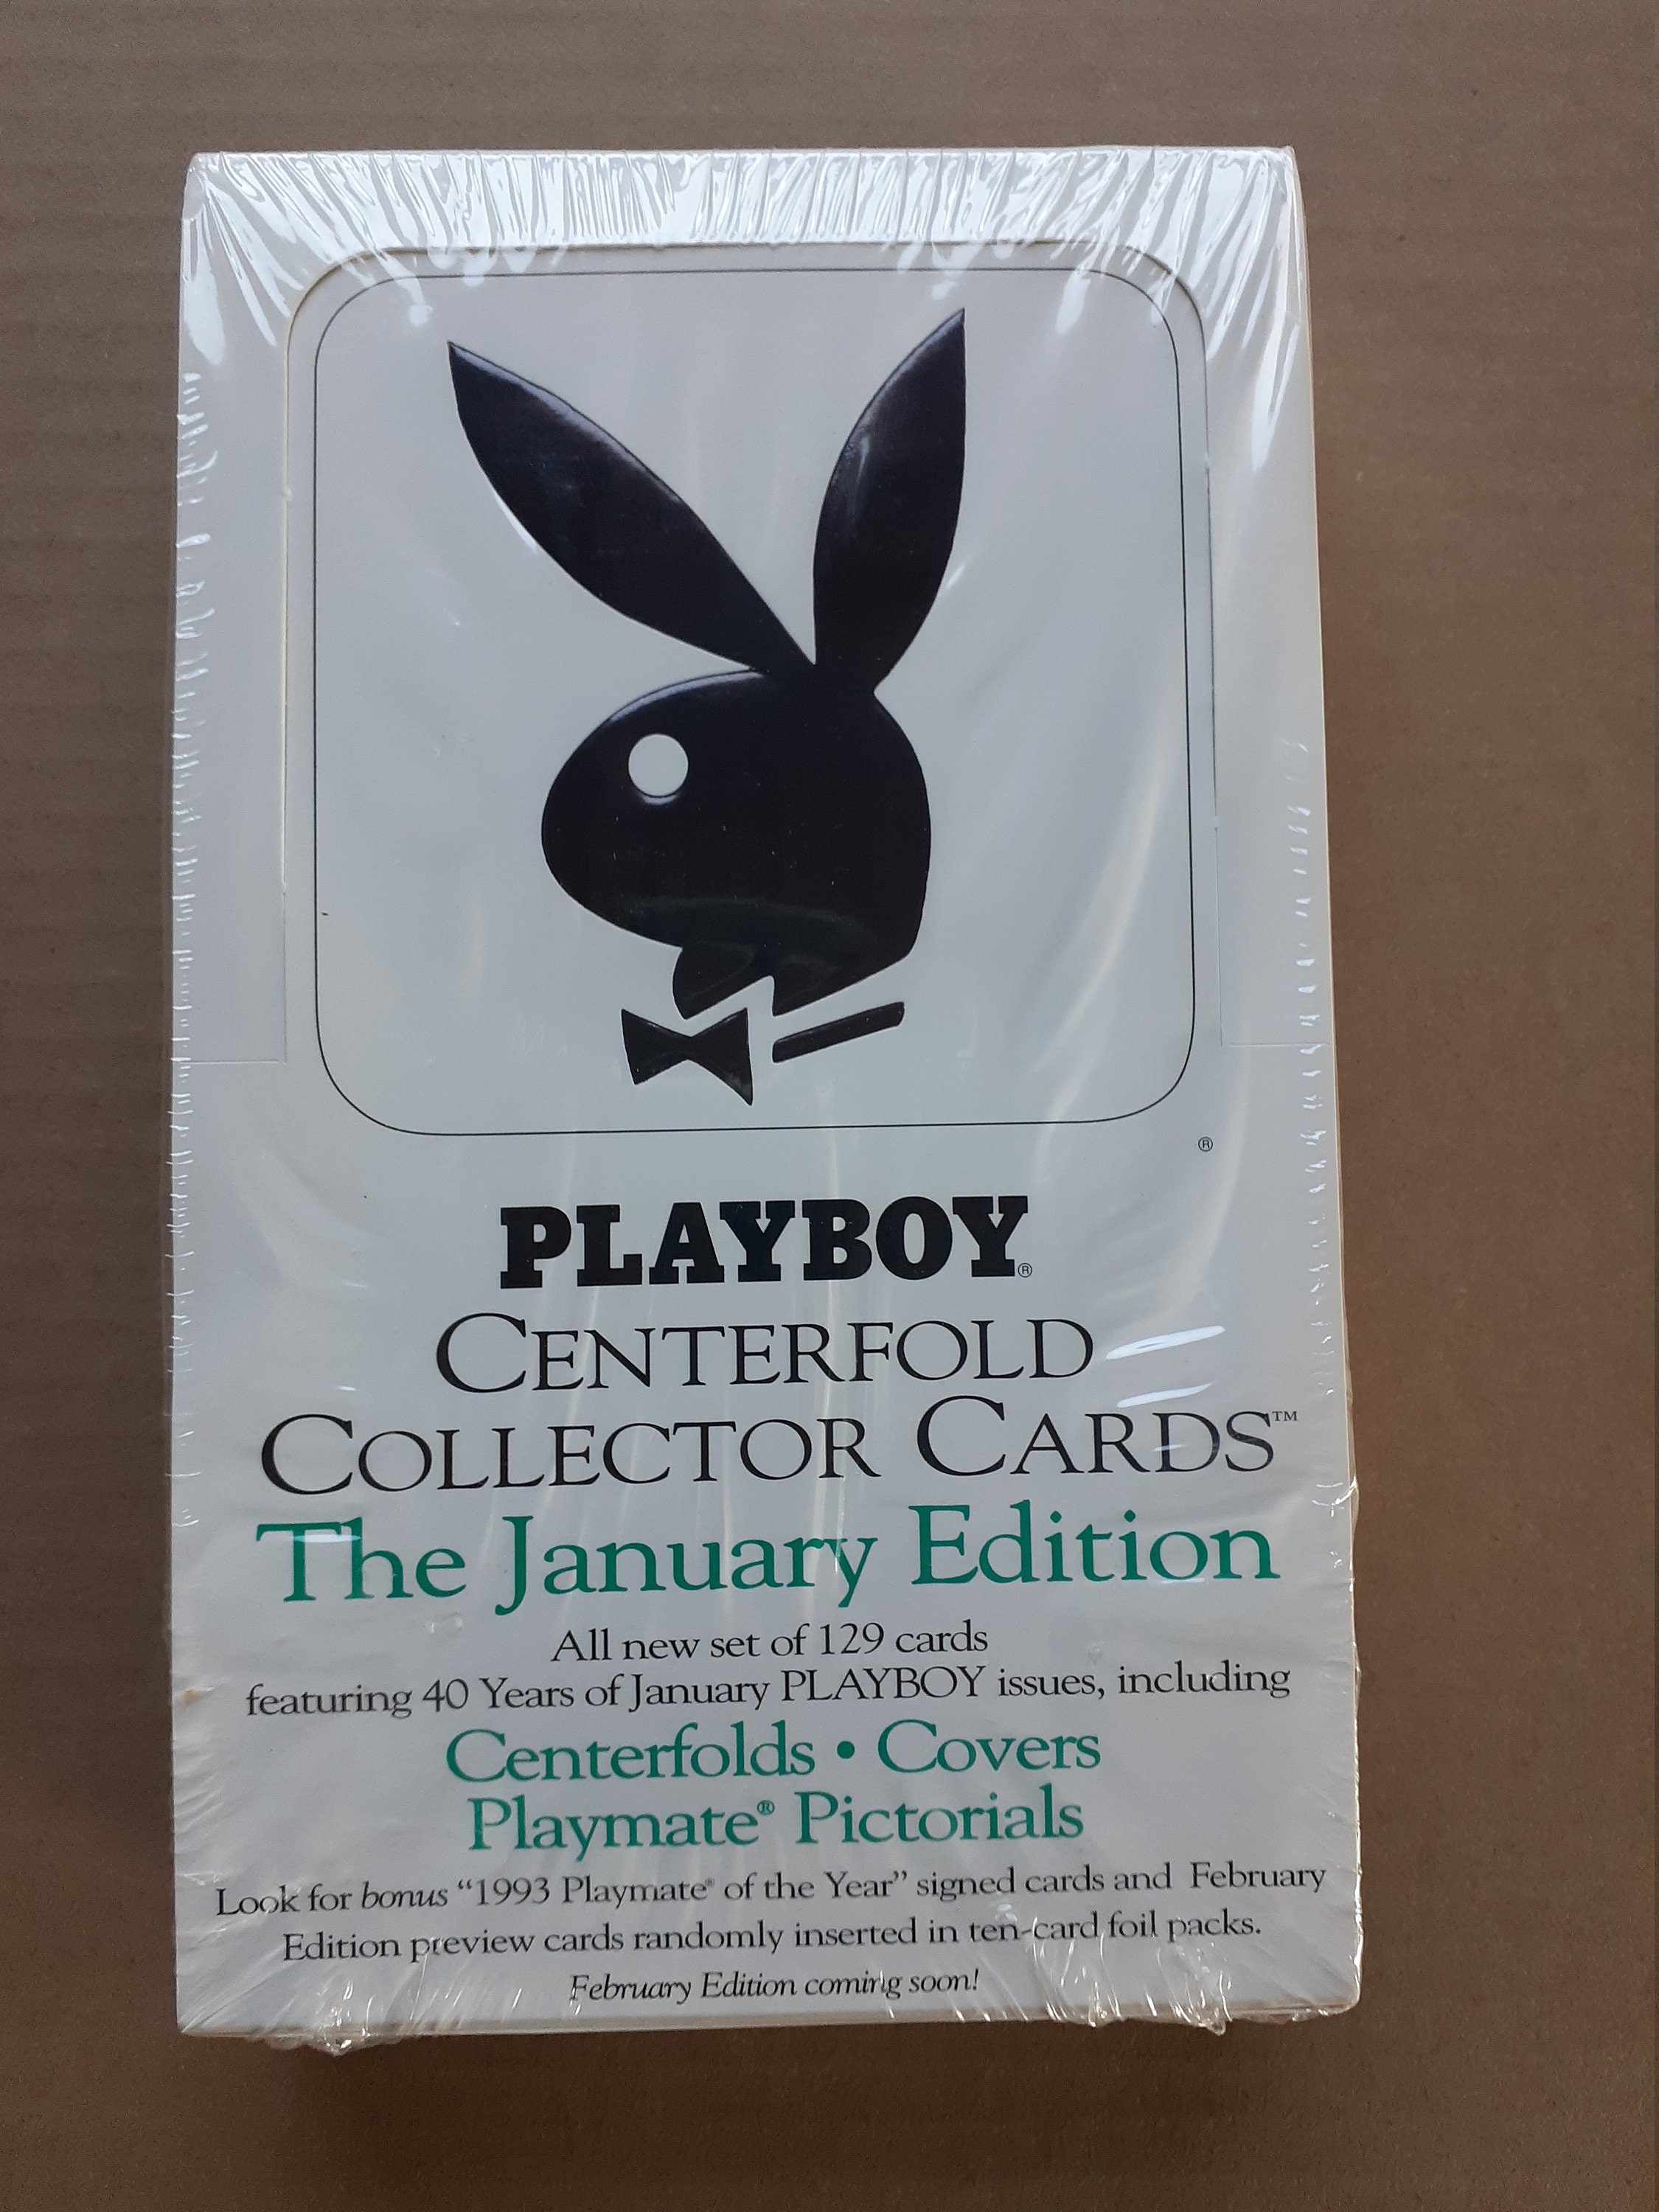 ®
PLAYBOY®
CENTERFOLD
COLLECTOR CARDS™
The January Edition
All new set of 129 cards
featuring 40 Years of January PLAYBOY issues, including
Centerfolds • Covers
Playmate® Pictorials
Look for bonus “1993 Playmate® of the Year” signed cards and February
Edition preview cards randomly inserted in ten-card foil packs.
February Edition coming soon!